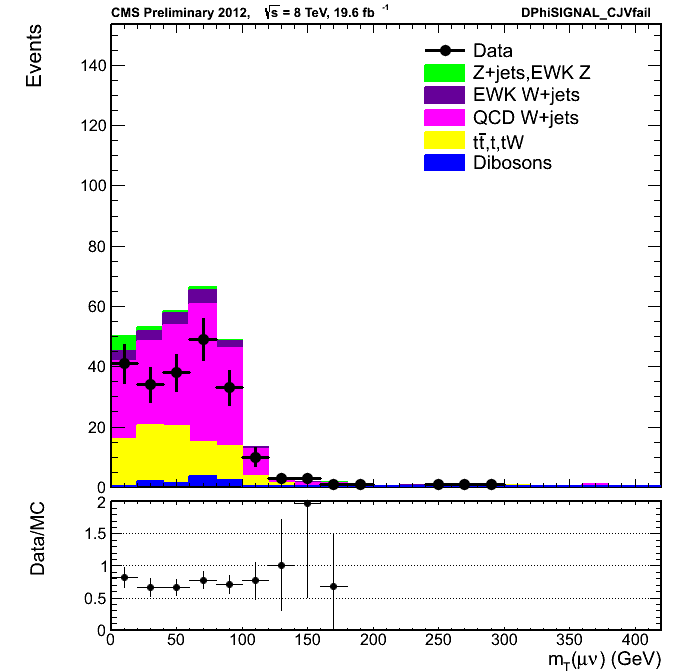 CMS Preliminary 2012, √s = 8 TeV, 19.6 fb⁻¹ DPhiSIGNAL_CJVfail
Events
140
120
100
80
60
40
20
0
Data
Z+jets,EWK Z
EWK W+jets
QCD W+jets
tt̄,t,tW
Dibosons
Data/MC
2
1.5
1
0.5
0
0 50 100 150 200 250 300 350 400
m_T(μν) (GeV)